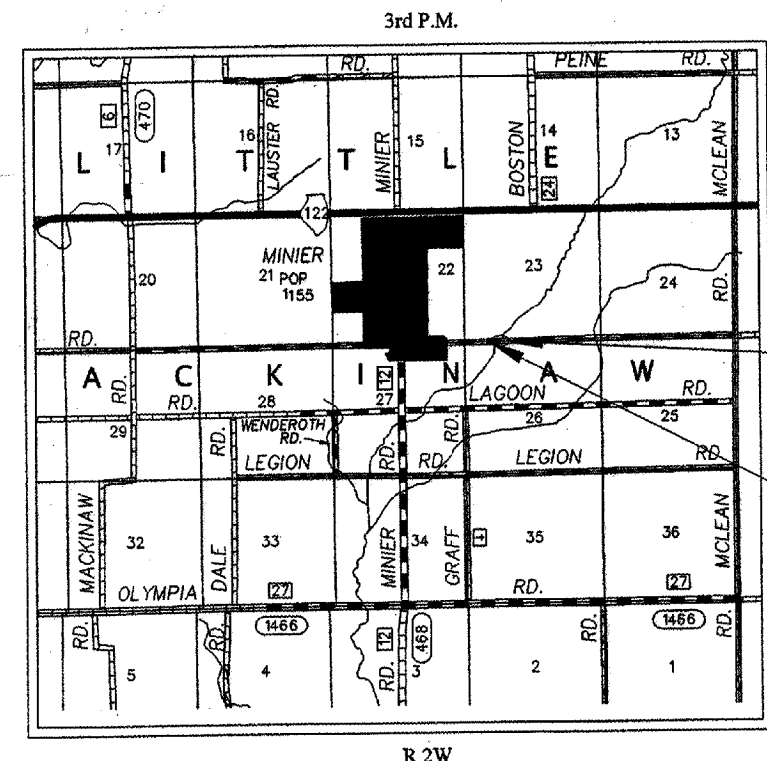 3rd P.M.
PEINE RD.
RD.
6
470
16
LAUSTER RD.
17
MINIER
15
BOSTON
14
24
13
MCLEAN
L I T T L E
122
MINIER
21 POP
1155
20
22
23
24
RD.
RD.
A C K I N A W
RD.
RD.
28
12
27
LAGOON
RD.
29
WENDEROTH
RD.
RD.
LEGION
RD.
RD.
RD.
26
LEGION
25
RD.
MACKINAW
32
DALE
33
MINIER
34
GRAFF
4
35
36
MCLEAN
OLYMPIA
27
RD.
27
RD.
RD.
1466
12
468
RD.
1466
RD.
5
4
RD.
3
2
1
R 2W